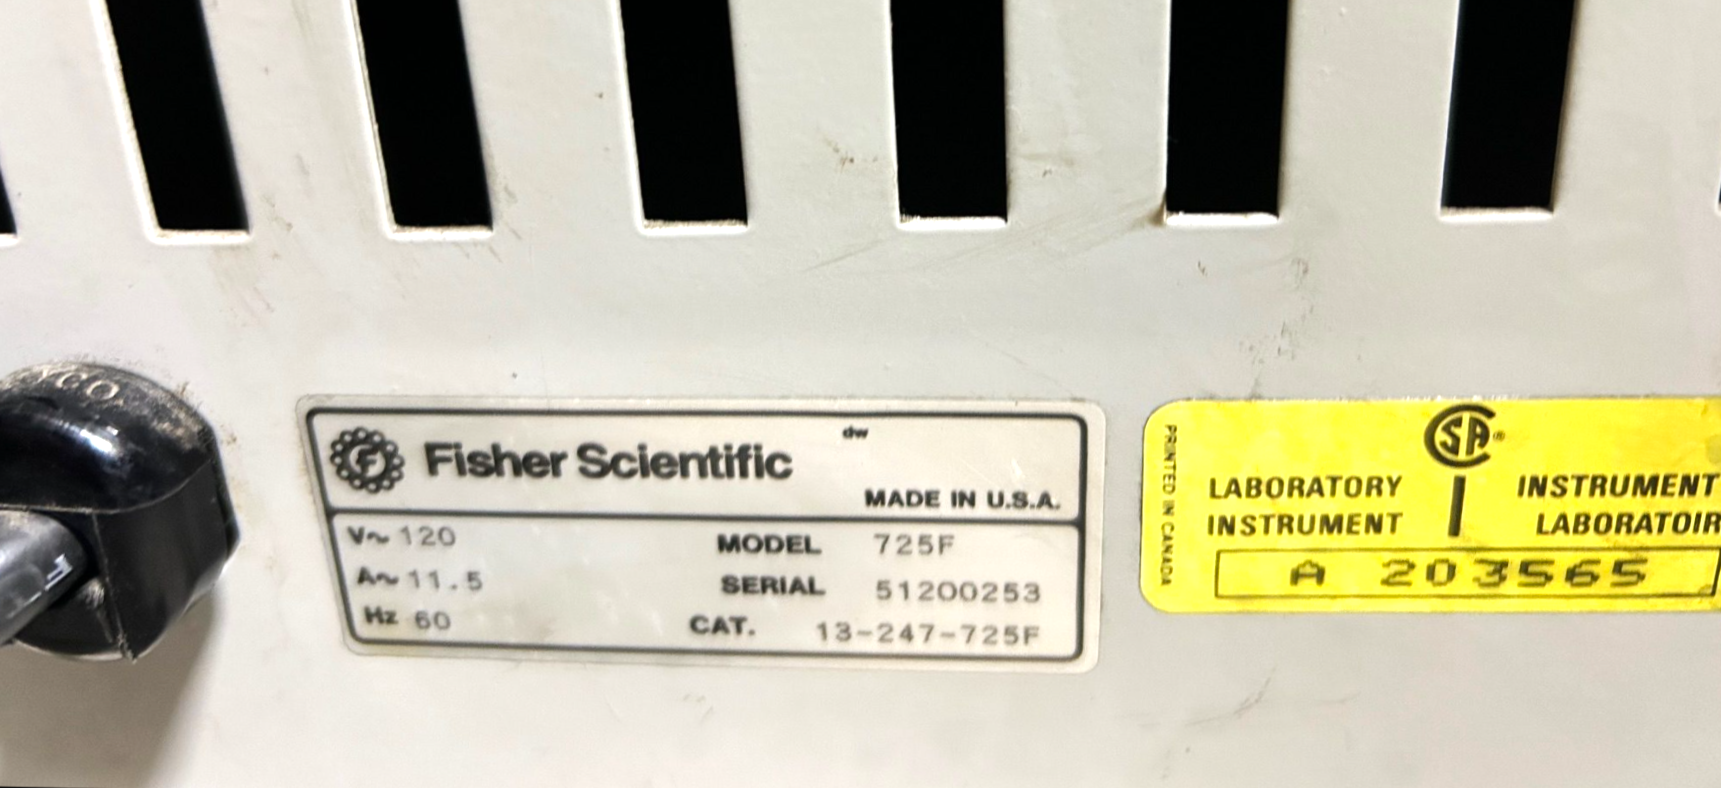 Fisher Scientific
dw
MADE IN U.S.A.
V~ 120
A~ 11.5
Hz 60
MODEL 725F
SERIAL 51200253
CAT. 13-247-725F
PRINTED IN CANADA
SA®
LABORATORY
INSTRUMENT
INSTRUMENT
LABORATOIR
A 203565